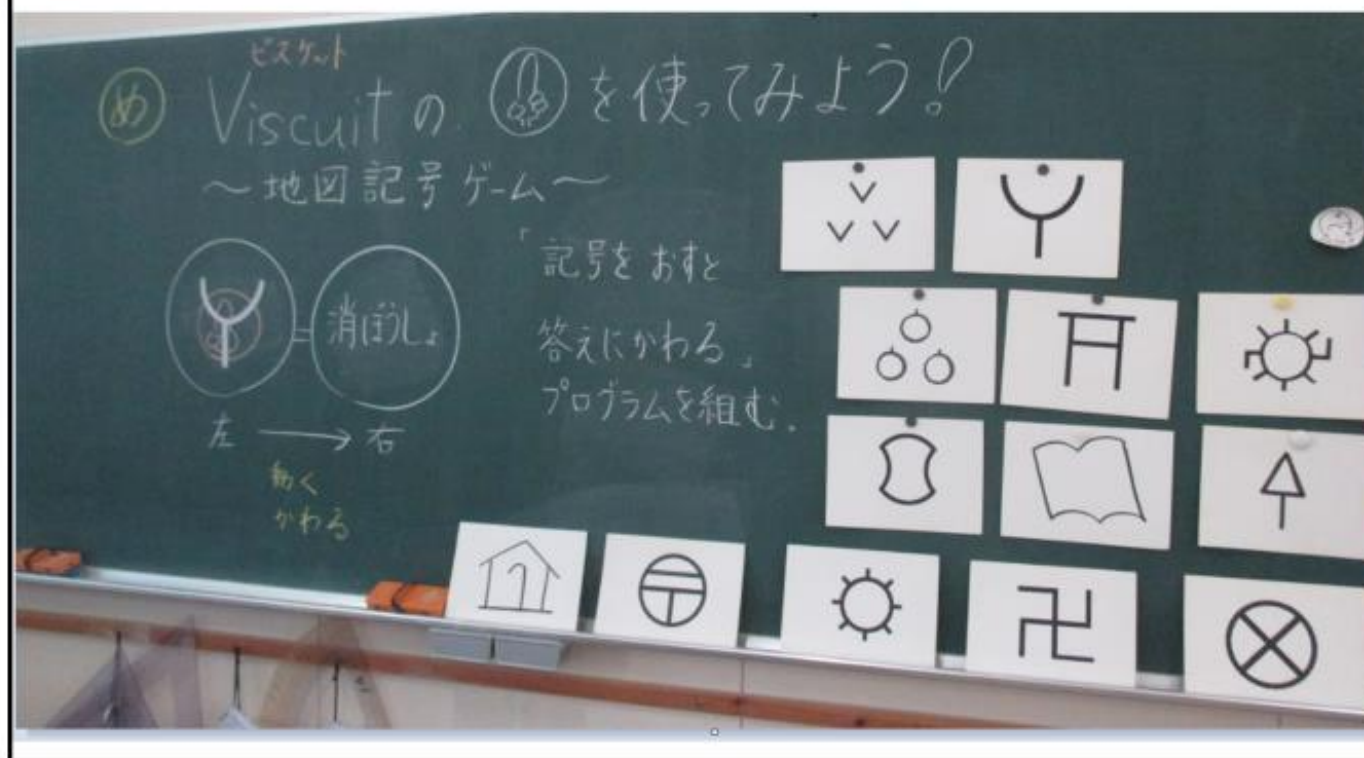 ビスケット
め Viscuitの を使ってみよう!
～地図記号ゲーム～
「記号をおすと
答えにかわる」
プログラムを組む.
= 消ぼうしょ
左 → 右
動く
かわる